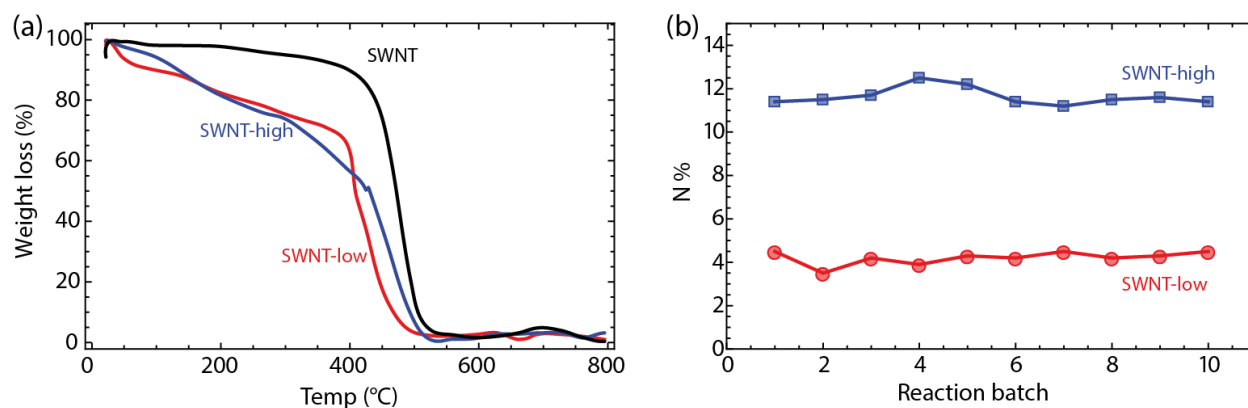 (a)
100
80
60
40
20
0
Weight loss (%)
SWNT
SWNT-high
SWNT-low
0
200
400
600
800
Temp (ºC)
(b)
14
12
10
8
6
4
2
0
N %
SWNT-high
SWNT-low
0
2
4
6
8
10
Reaction batch